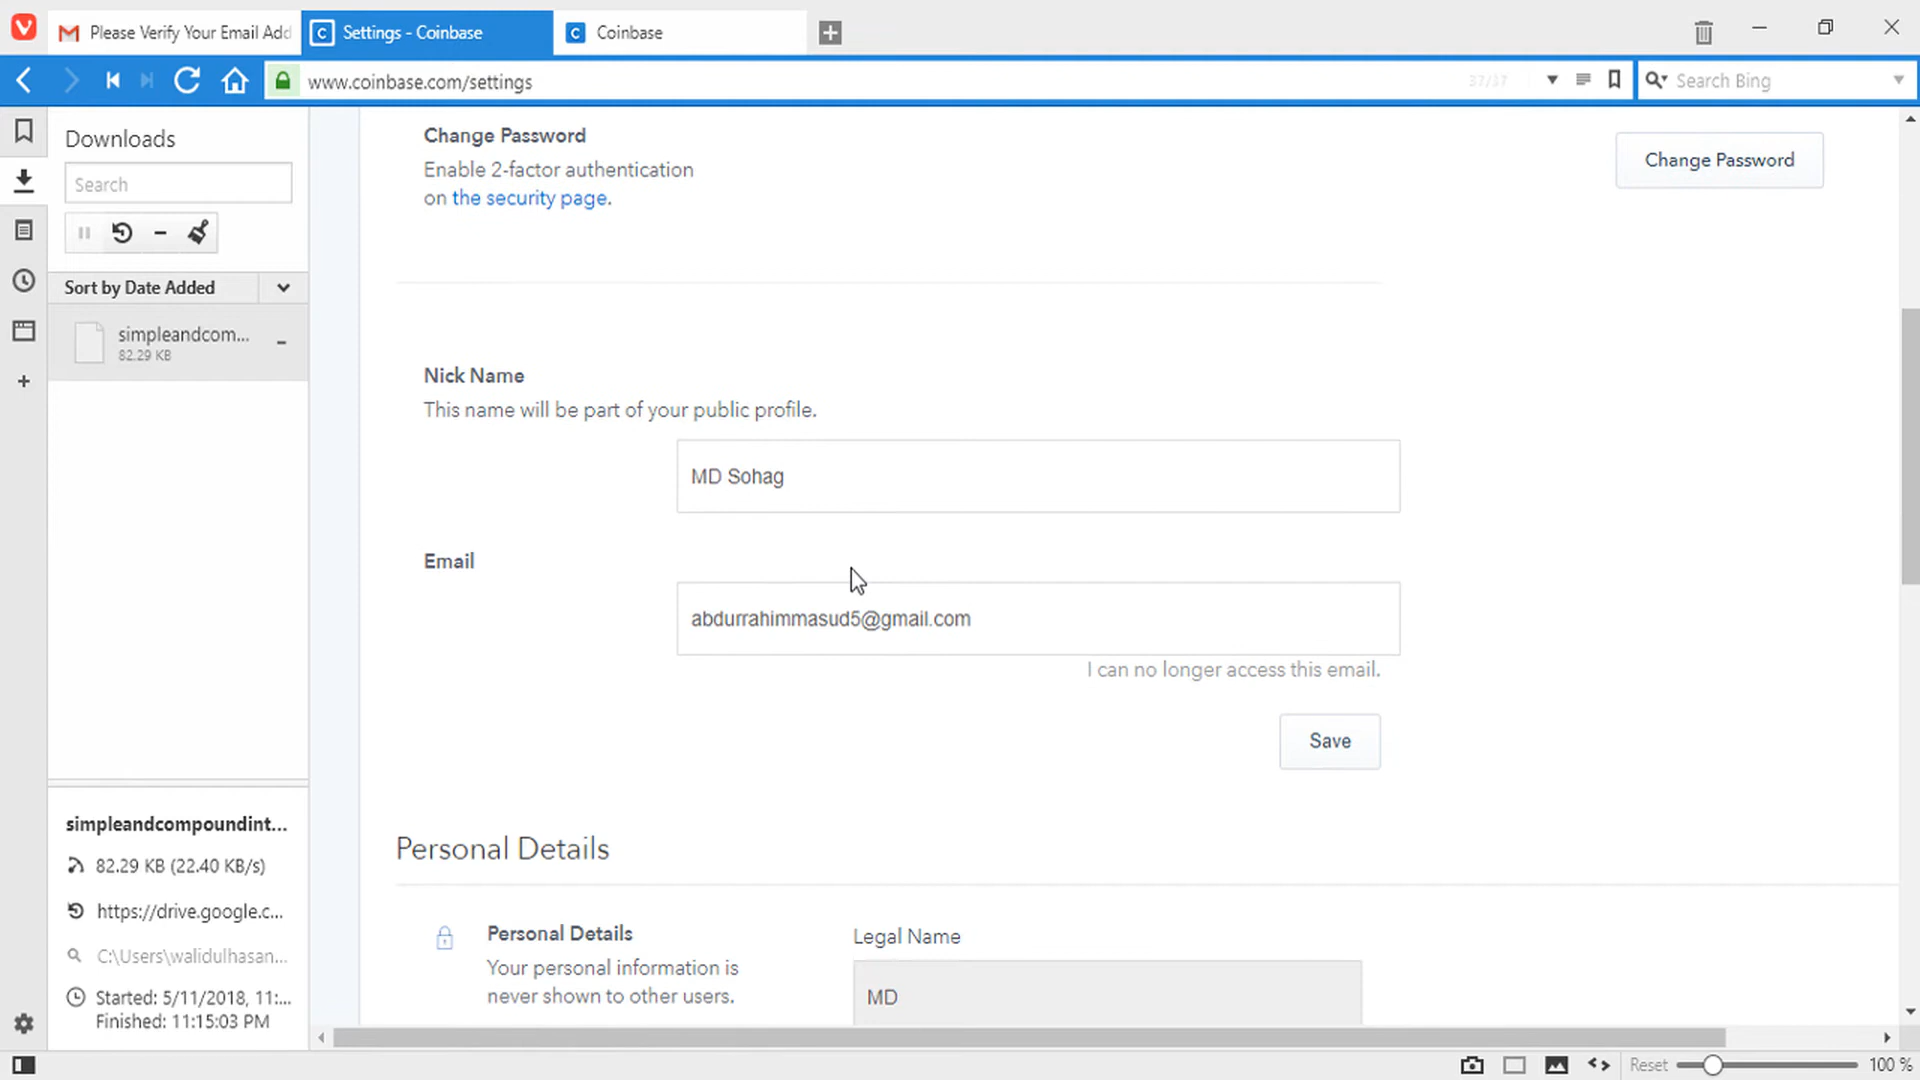 Please Verify Your Email Add
Settings - Coinbase
Coinbase
www.coinbase.com/settings
37/37
Search Bing
Downloads
Search
Sort by Date Added
simpleandcom...
82.29 KB
simpleandcompoundint...
82.29 KB (22.40 KB/s)
https://drive.google.c...
C:\Users\walidulhasan...
Started: 5/11/2018, 11:...
Finished: 11:15:03 PM
Change Password
Enable 2-factor authentication
on the security page.
Change Password
Nick Name
This name will be part of your public profile.
MD Sohag
Email
abdurrahimmasud5@gmail.com
I can no longer access this email.
Save
Personal Details
Personal Details
Your personal information is
never shown to other users.
Legal Name
MD
Reset
100 %